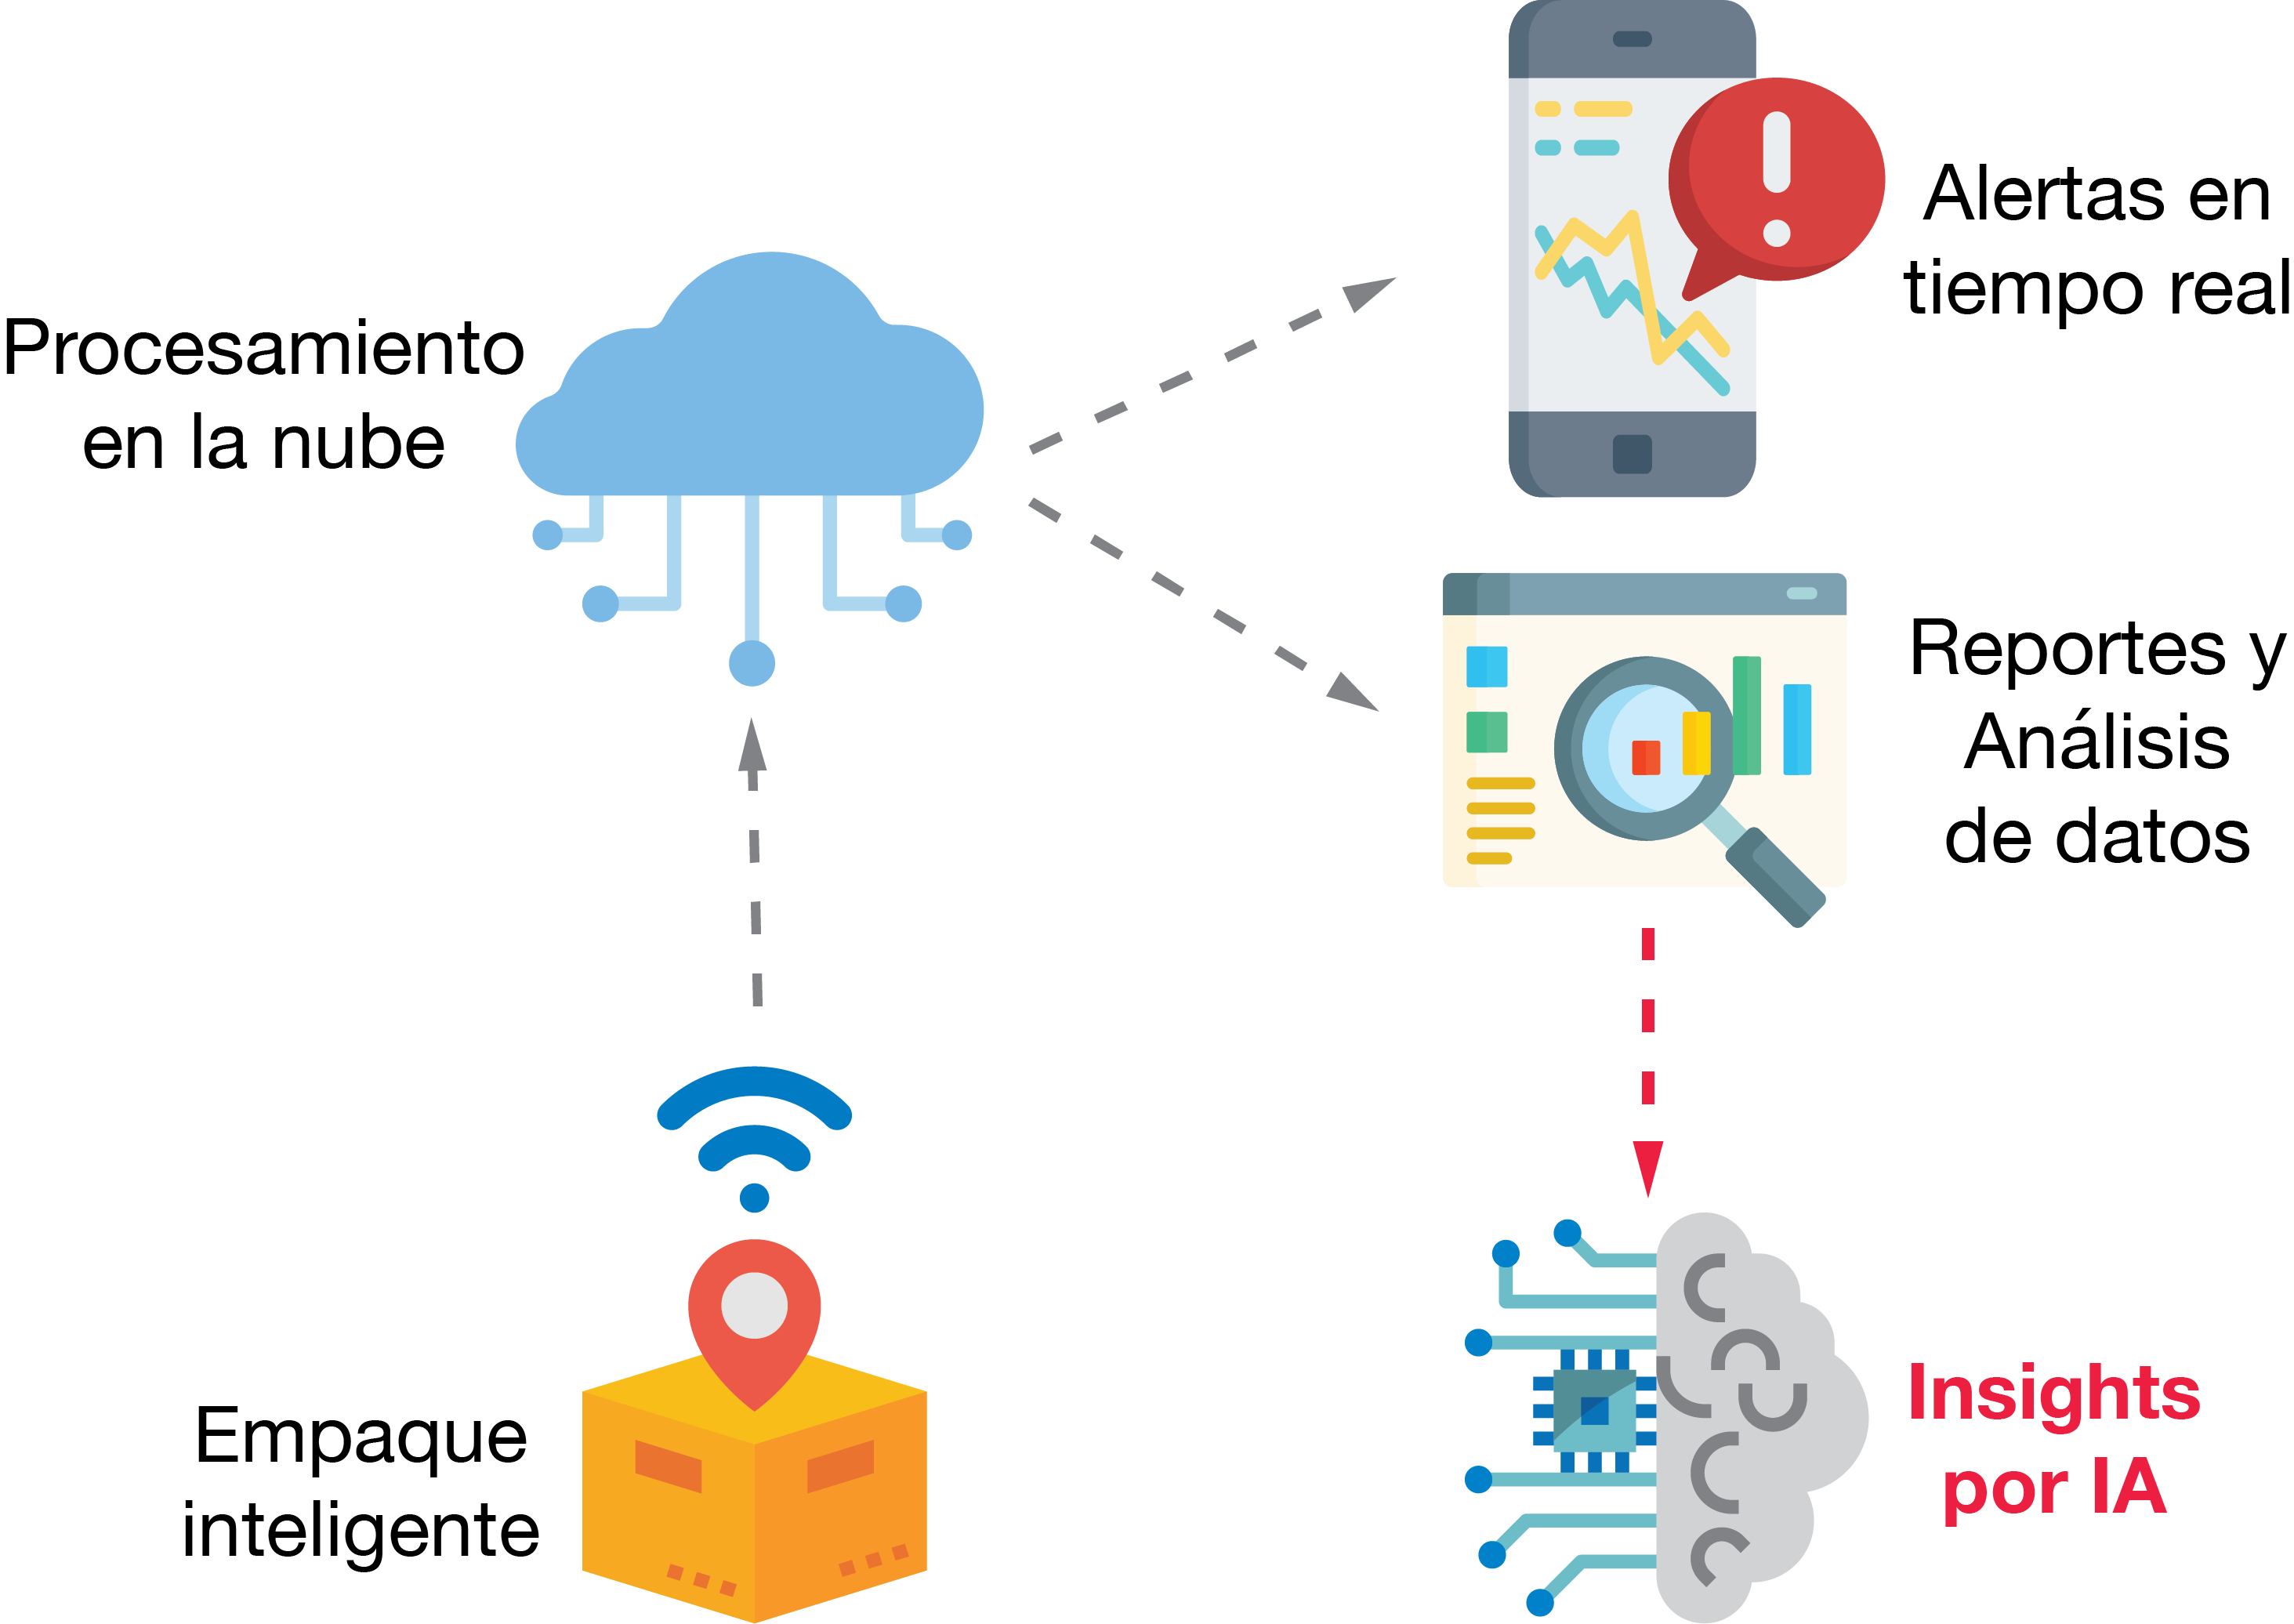 Procesamiento
en la nube
Alertas en
tiempo real
Reportes y
Análisis
de datos
Empaque
inteligente
Insights
por IA